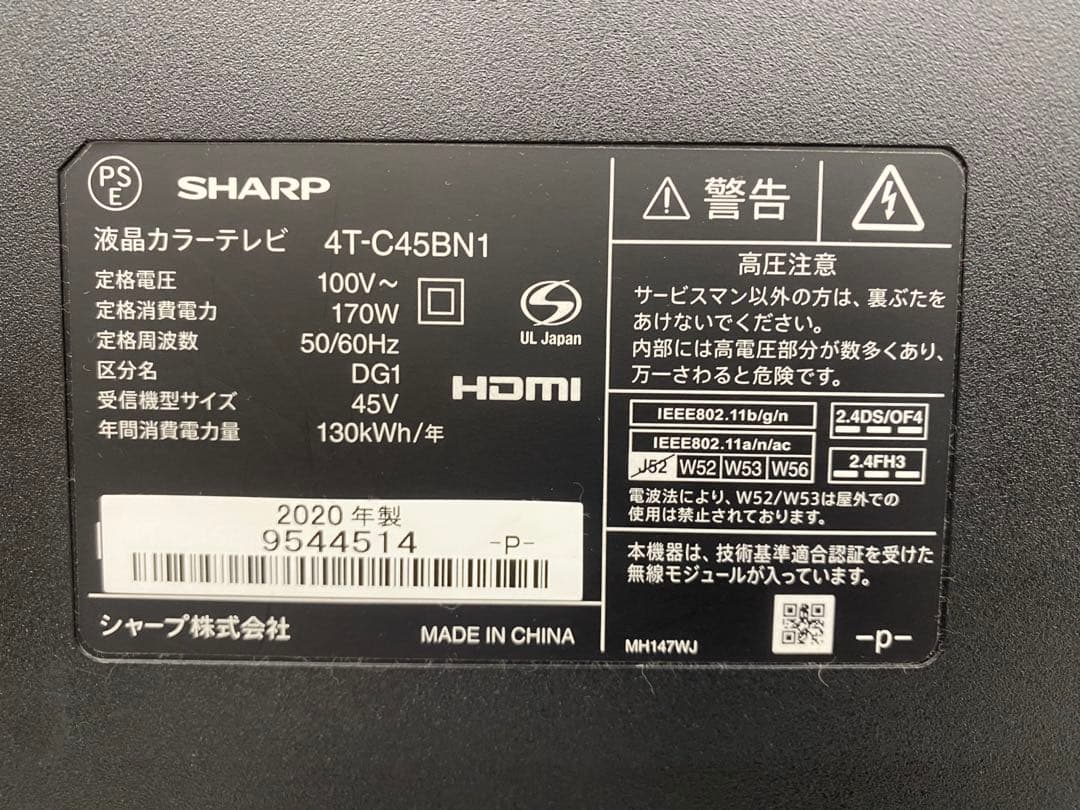 PSE
SHARP
液晶カラーテレビ 4T-C45BN1
定格電圧 100V～
定格消費電力 170W
定格周波数 50/60Hz
区分名 DG1
受信機型サイズ 45V
年間消費電力量 130kWh/年
UL Japan
HDMI
2020 年製
9544514 -P-
シャープ株式会社 MADE IN CHINA
警告
高圧注意
サービスマン以外の方は、裏ぶたを
あけないでください。
内部には高電圧部分が数多くあり、
万一さわると危険です。
IEEE802.11b/g/n 2.4DS/OF4
IEEE802.11a/n/ac
J52 W52 W53 W56 2.4FH3
電波法により、W52/W53は屋外での
使用は禁止されております。
本機器は、技術基準適合認証を受けた
無線モジュールが入っています。
MH147WJ -p-